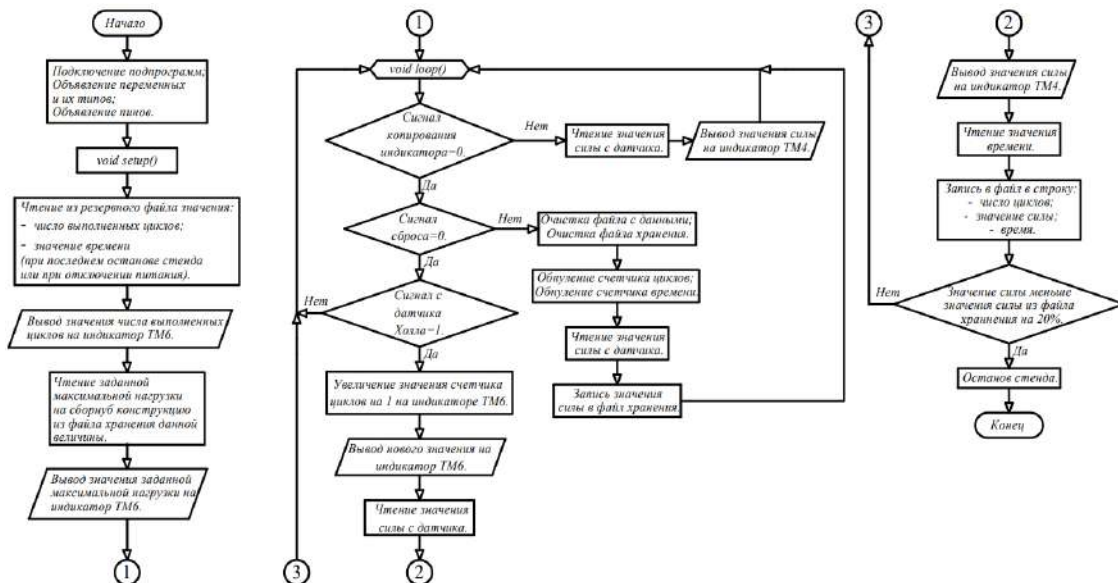 Начало
Подключение подпрограмм;
Объявление переменных
и их типов;
Объявление пинов.
void setup()
Чтение из резервного файла значения:
- число выполненных циклов;
- значение времени
(при последнем останове стенда
или при отключении питания).
Вывод значения числа выполненных
циклов на индикатор ТМ6.
Чтение заданной
максимальной нагрузки
на сборнуб конструкцию
из файла хранетия данной
величины.
Вывод значения заданной
максимальной нагрузки на
индикатор ТМ6.
1
1
void loop()
Сигнал
копирования
индикатора=0.
Нет
Чтение значения
силы с датчика.
Вывод значения силы
на индикатор ТМ4.
Да
Сигнал
сброса=0.
Нет
Очистка файла с данными;
Очистка файла хранения.
Обнуление счетчика циклов;
Обнуление счетчика времени.
Чтение значения
силы с датчика.
Запись значения
силы в файл хранения.
Да
Сигнал с
датчика
Холла=1.
Нет
Да
Увеличение значения счетчика
циклов на 1 на индикаторе ТМ6.
Вывод нового значения на
индикатор ТМ6.
Чтение значения
силы с датчика.
3
2
3
2
Вывод значения силы
на индикатор ТМ4.
Чтение значения
времени.
Запись в файл в строку:
- число циклов;
- значение силы;
- время.
Значение силы меньше
значения силы из файла
храннения на 20%.
Нет
Да
Останов стенда.
Конец